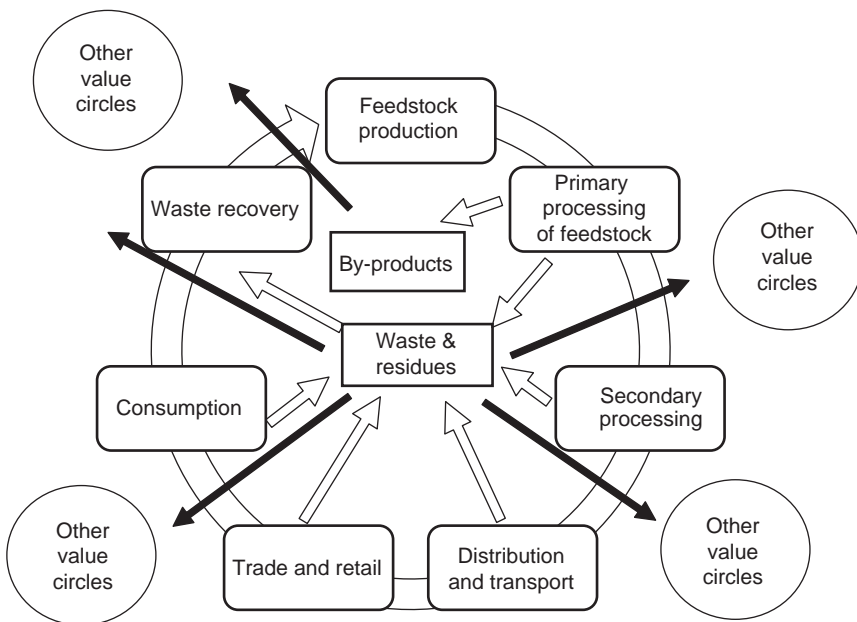 Other
value
circles
Feedstock
production
Waste recovery
Primary
processing
of feedstock
By-products
Other
value
circles
Waste &
residues
Consumption
Secondary
processing
Other
value
circles
Trade and retail
Distribution
and transport
Other
value
circles